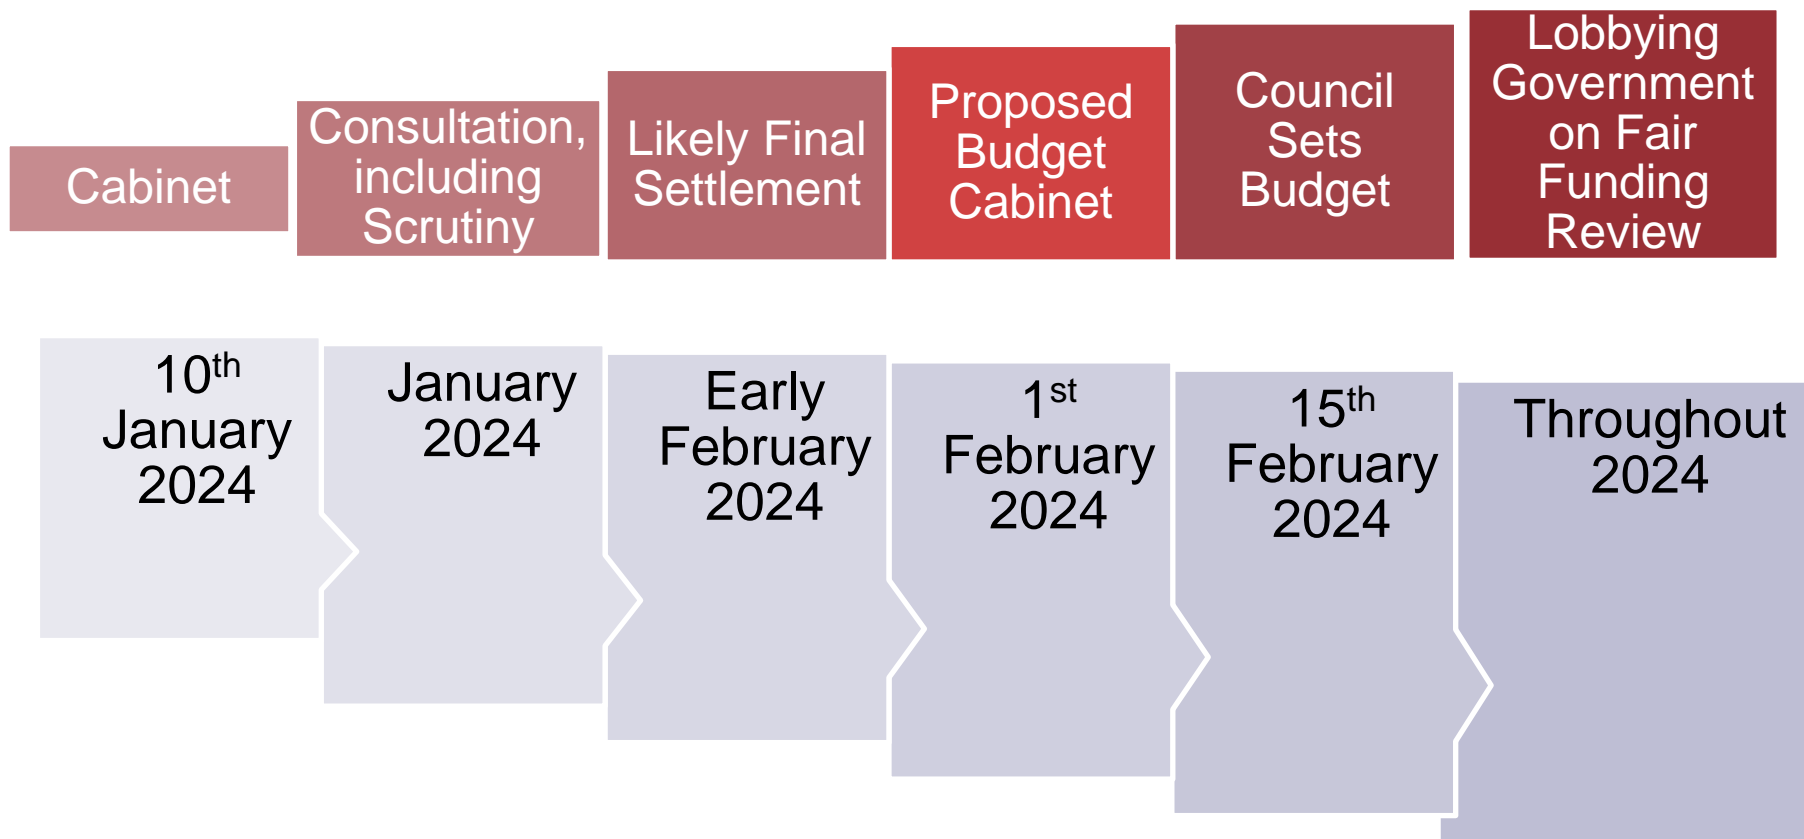 Cabinet
Consultation,
including
Scrutiny
Likely Final
Settlement
Proposed
Budget
Cabinet
Council
Sets
Budget
Lobbying
Government
on Fair
Funding
Review
10th
January
2024
January
2024
Early
February
2024
1st
February
2024
15th
February
2024
Throughout
2024